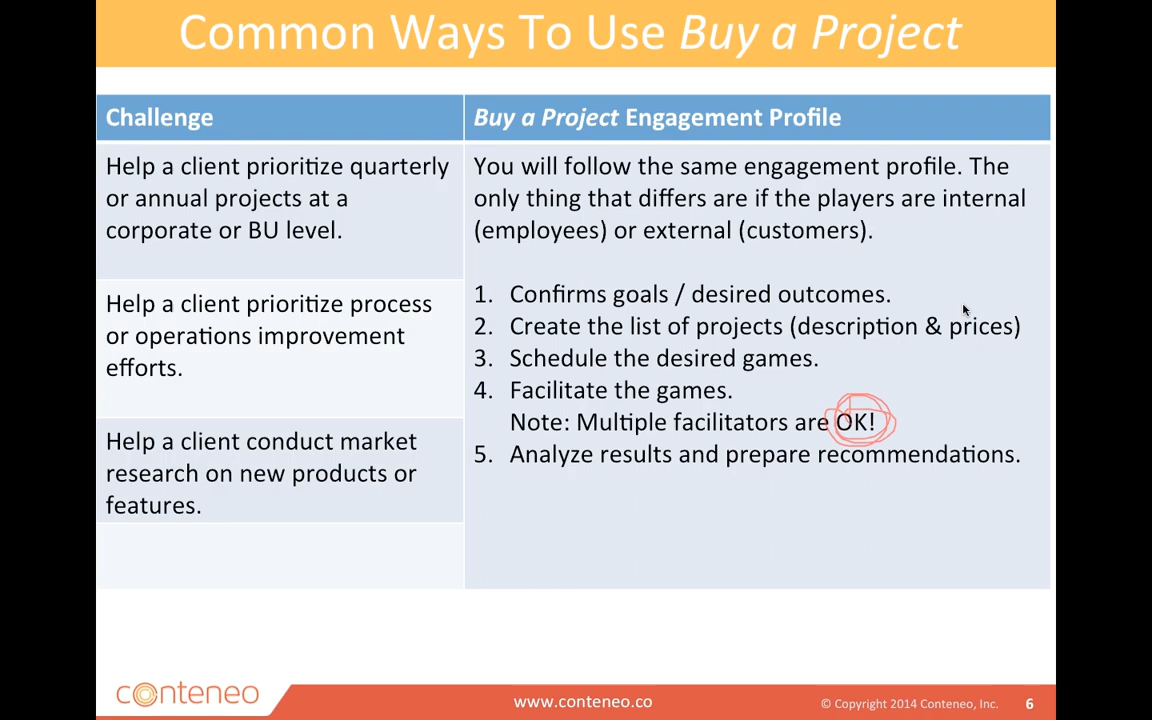 Common Ways To Use Buy a Project
Challenge
Buy a Project Engagement Profile
Help a client prioritize quarterly
or annual projects at a
corporate or BU level.
Help a client prioritize process
or operations improvement
efforts.
Help a client conduct market
research on new products or
features.
You will follow the same engagement profile. The
only thing that differs are if the players are internal
(employees) or external (customers).
1. Confirms goals / desired outcomes.
2. Create the list of projects (description & prices)
3. Schedule the desired games.
4. Facilitate the games.
Note: Multiple facilitators are OK!
5. Analyze results and prepare recommendations.
conteneo
www.conteneo.co
© Copyright 2014 Conteneo, Inc.
6